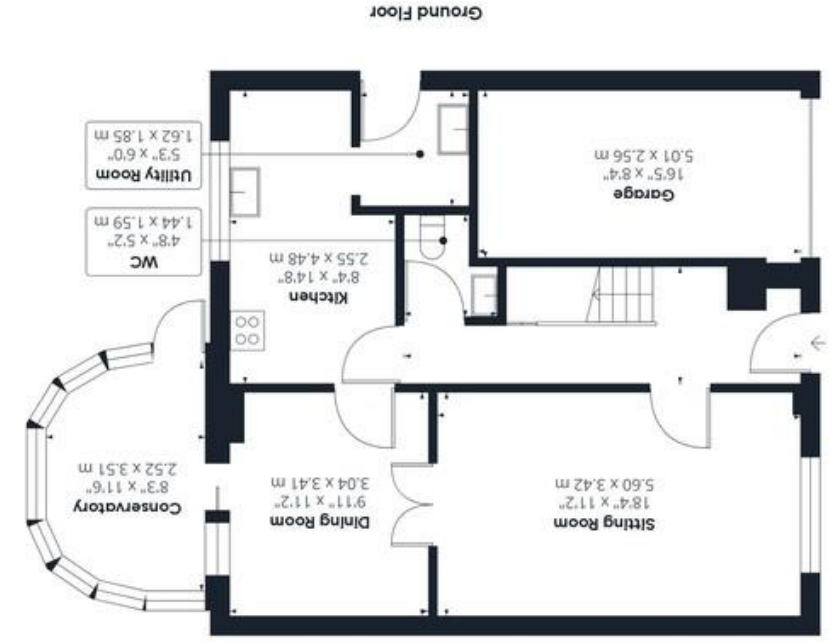 Sitting Room
18'4" x 11'2"
5.60 x 3.42 m
Dining Room
9'11" x 11'2"
3.04 x 3.41 m
Conservatory
8'3" x 11'6"
2.52 x 3.51 m
Kitchen
8'4" x 14'8"
2.55 x 4.48 m
WC
4'8" x 5'2"
1.44 x 1.59 m
Garage
16'5" x 8'4"
5.01 x 2.56 m
Utility Room
5'3" x 6'0"
1.62 x 1.85 m
Ground Floor